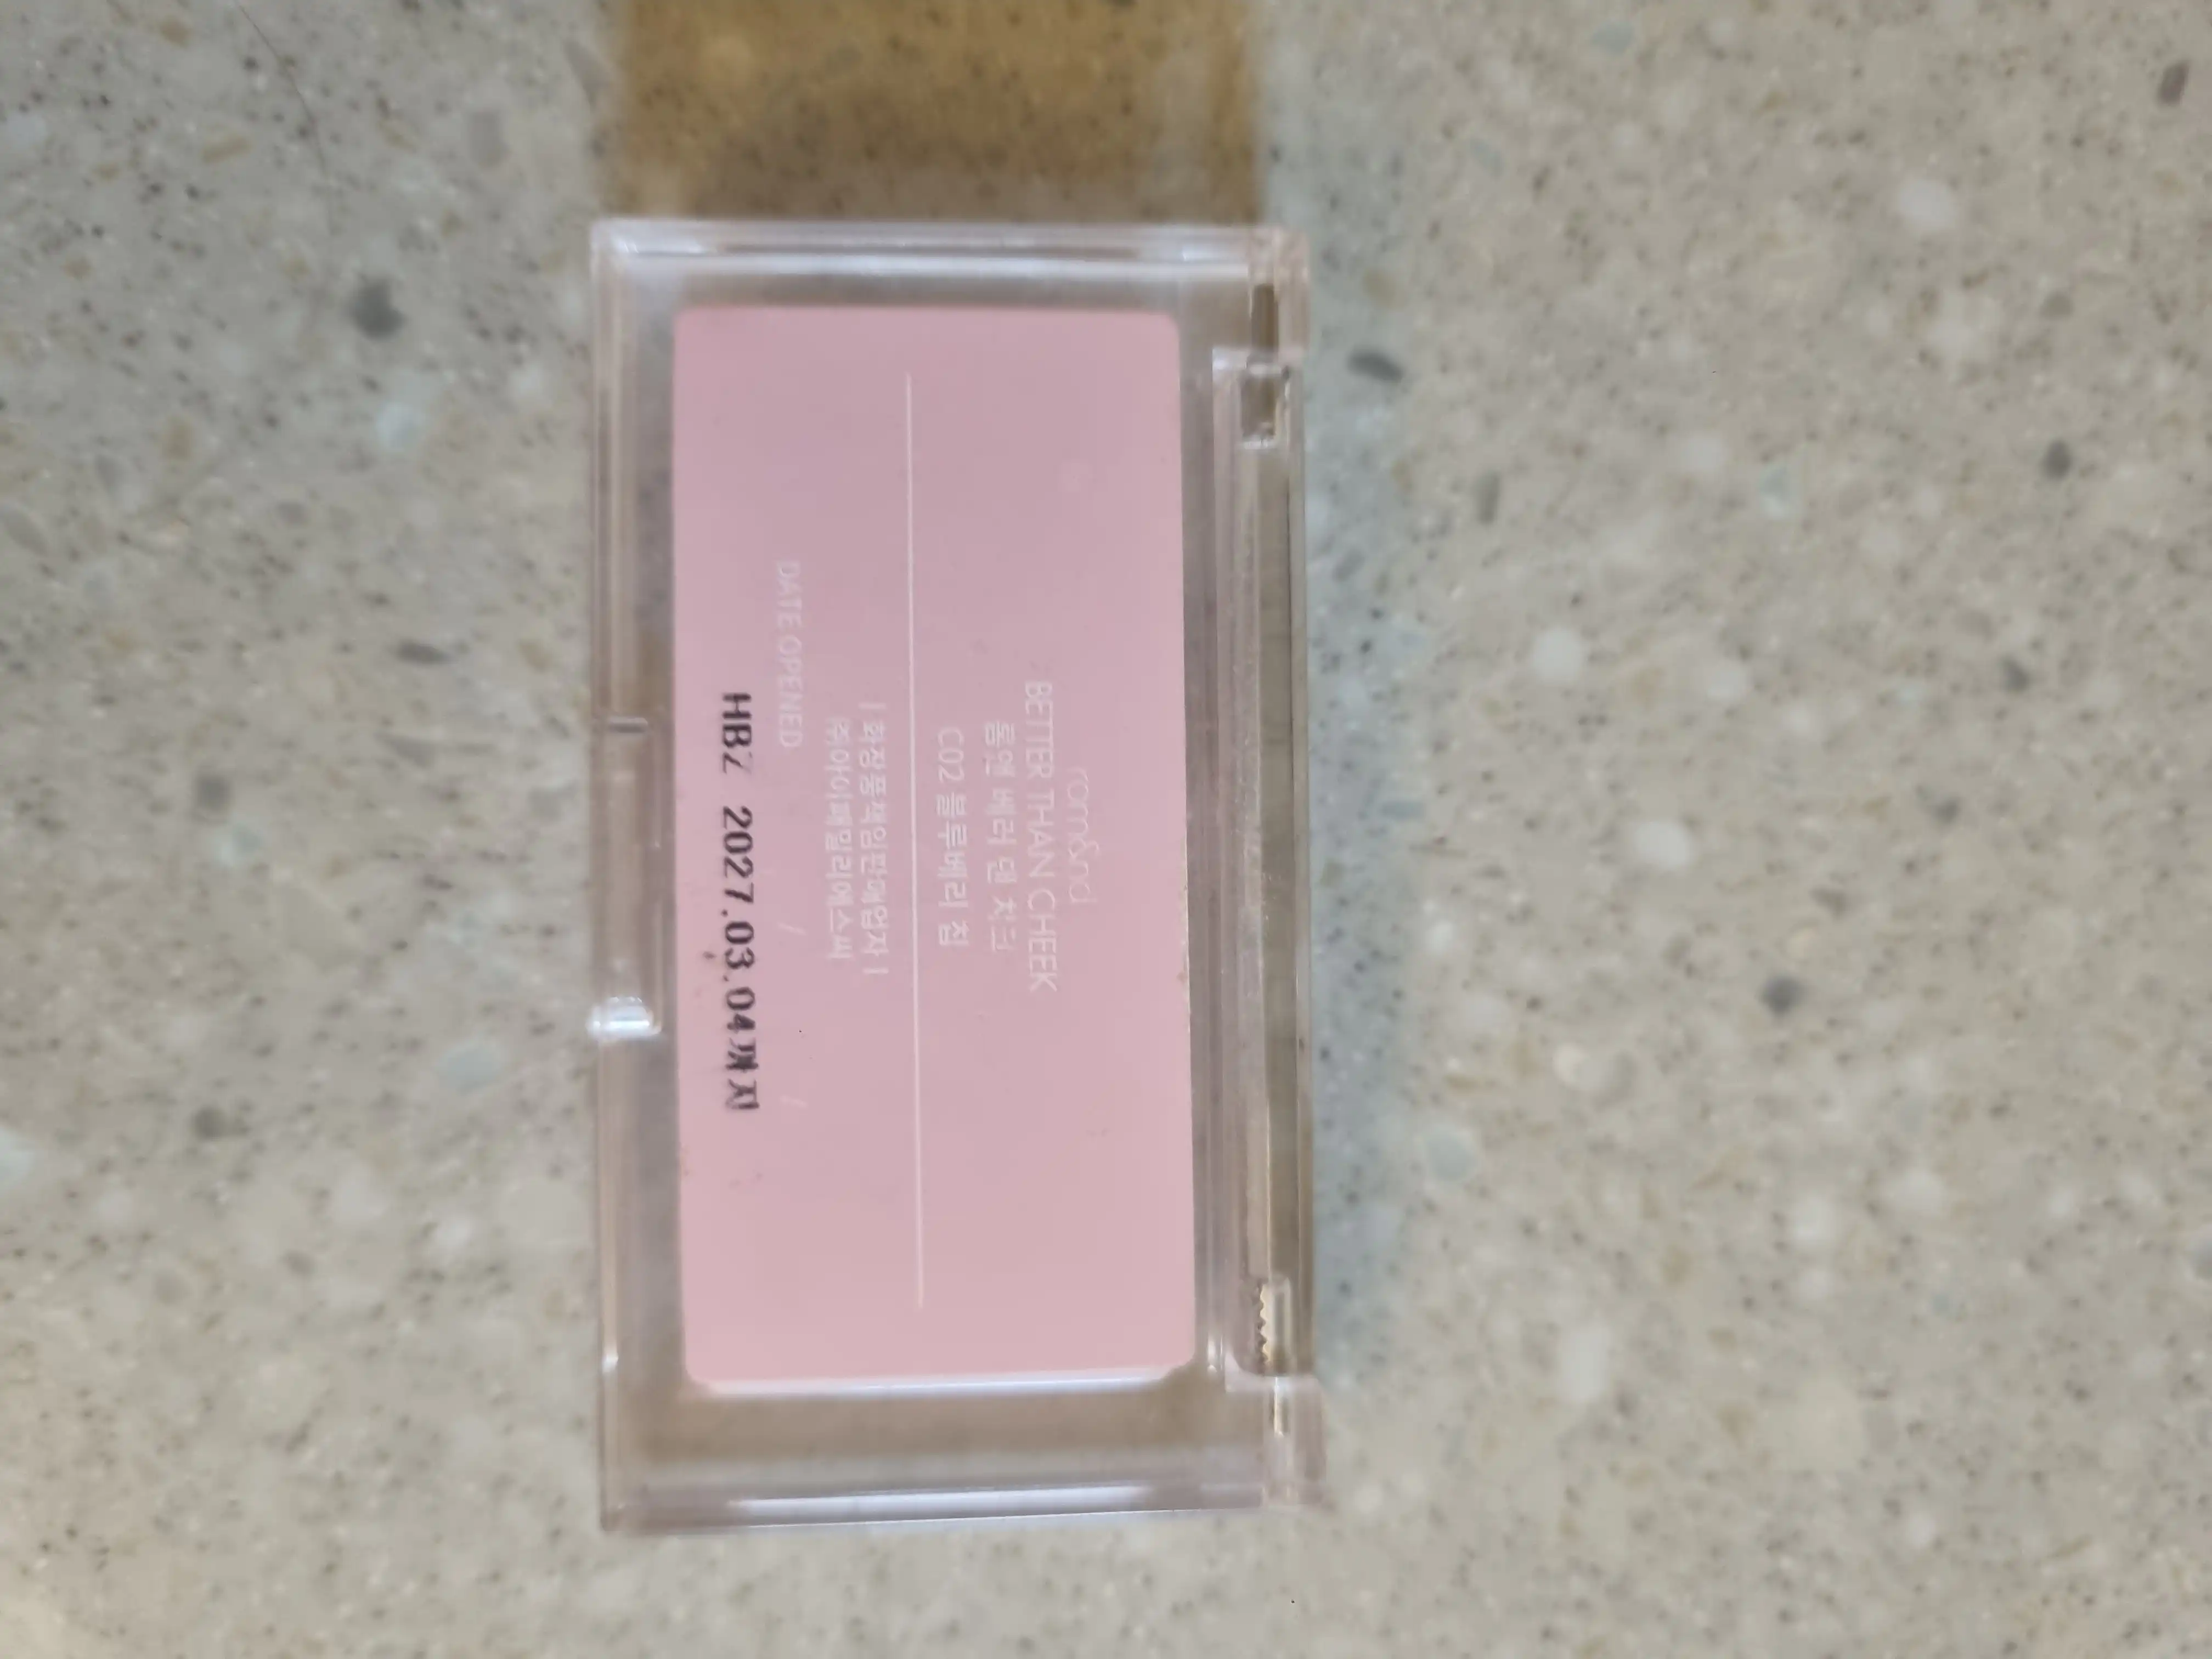 rom&nd
BETTER THAN CHEEK
롬앤 베러 댄 치크
C02 블루베리 칩
| 화장품책임판매업자 |
㈜아이패밀리에스씨
DATE OPENED / /
HBZ 2027.03.04까지